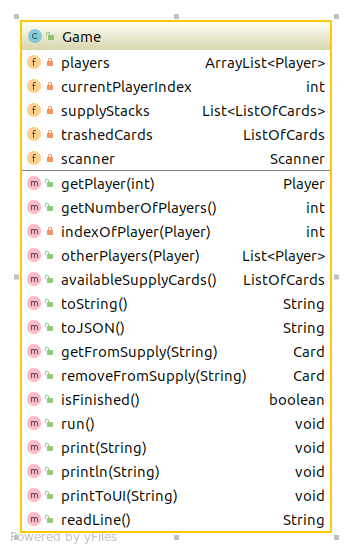 Game
players ArrayList<Player>
currentPlayerIndex int
supplyStacks List<ListOfCards>
trashedCards ListOfCards
scanner Scanner
getPlayer(int) Player
getNumberOfPlayers() int
indexOfPlayer(Player) int
otherPlayers(Player) List<Player>
availableSupplyCards() ListOfCards
toString() String
toJSON() String
getFromSupply(String) Card
removeFromSupply(String) Card
isFinished() boolean
run() void
print(String) void
println(String) void
printToUI(String) void
readLine() String
Powered by yFiles